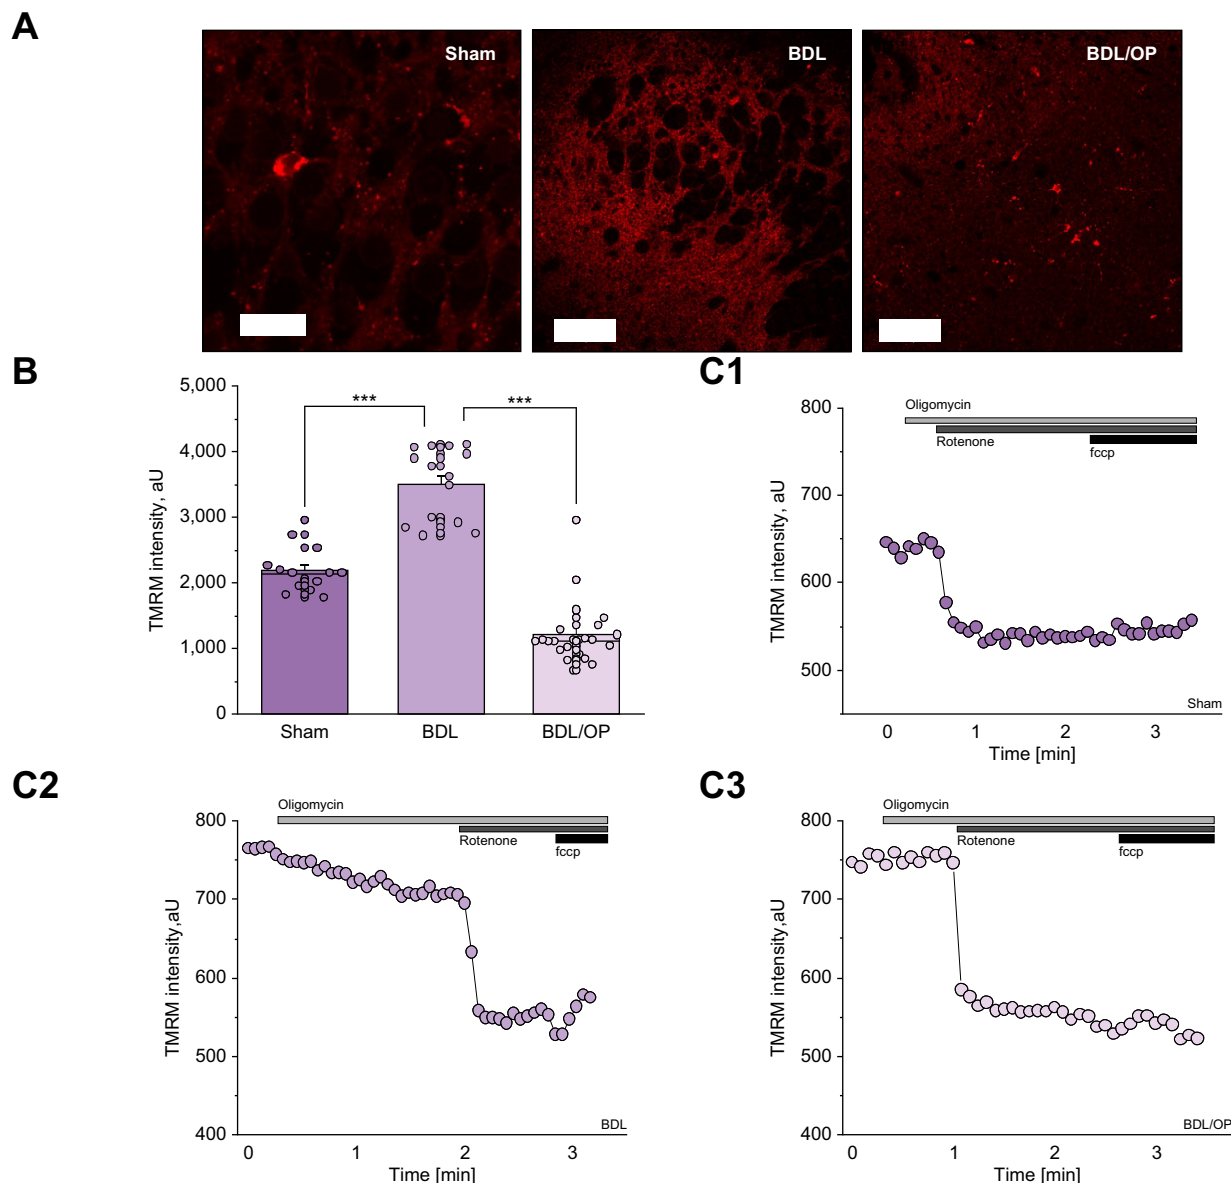 A
Sham
BDL
BDL/OP
B
TMRM intensity, aU
5,000
4,000
3,000
2,000
1,000
0
***
***
Sham
BDL
BDL/OP
C1
TMRM intensity, aU
800
700
600
500
Oligomycin
Rotenone
fccp
Sham
0
1
2
3
Time [min]
C2
TMRM intensity,aU
800
700
600
500
400
Oligomycin
Rotenone
fccp
BDL
0
1
2
3
Time [min]
C3
TMRM intensity,aU
800
700
600
500
400
Oligomycin
Rotenone
fccp
BDL/OP
0
1
2
3
Time [min]